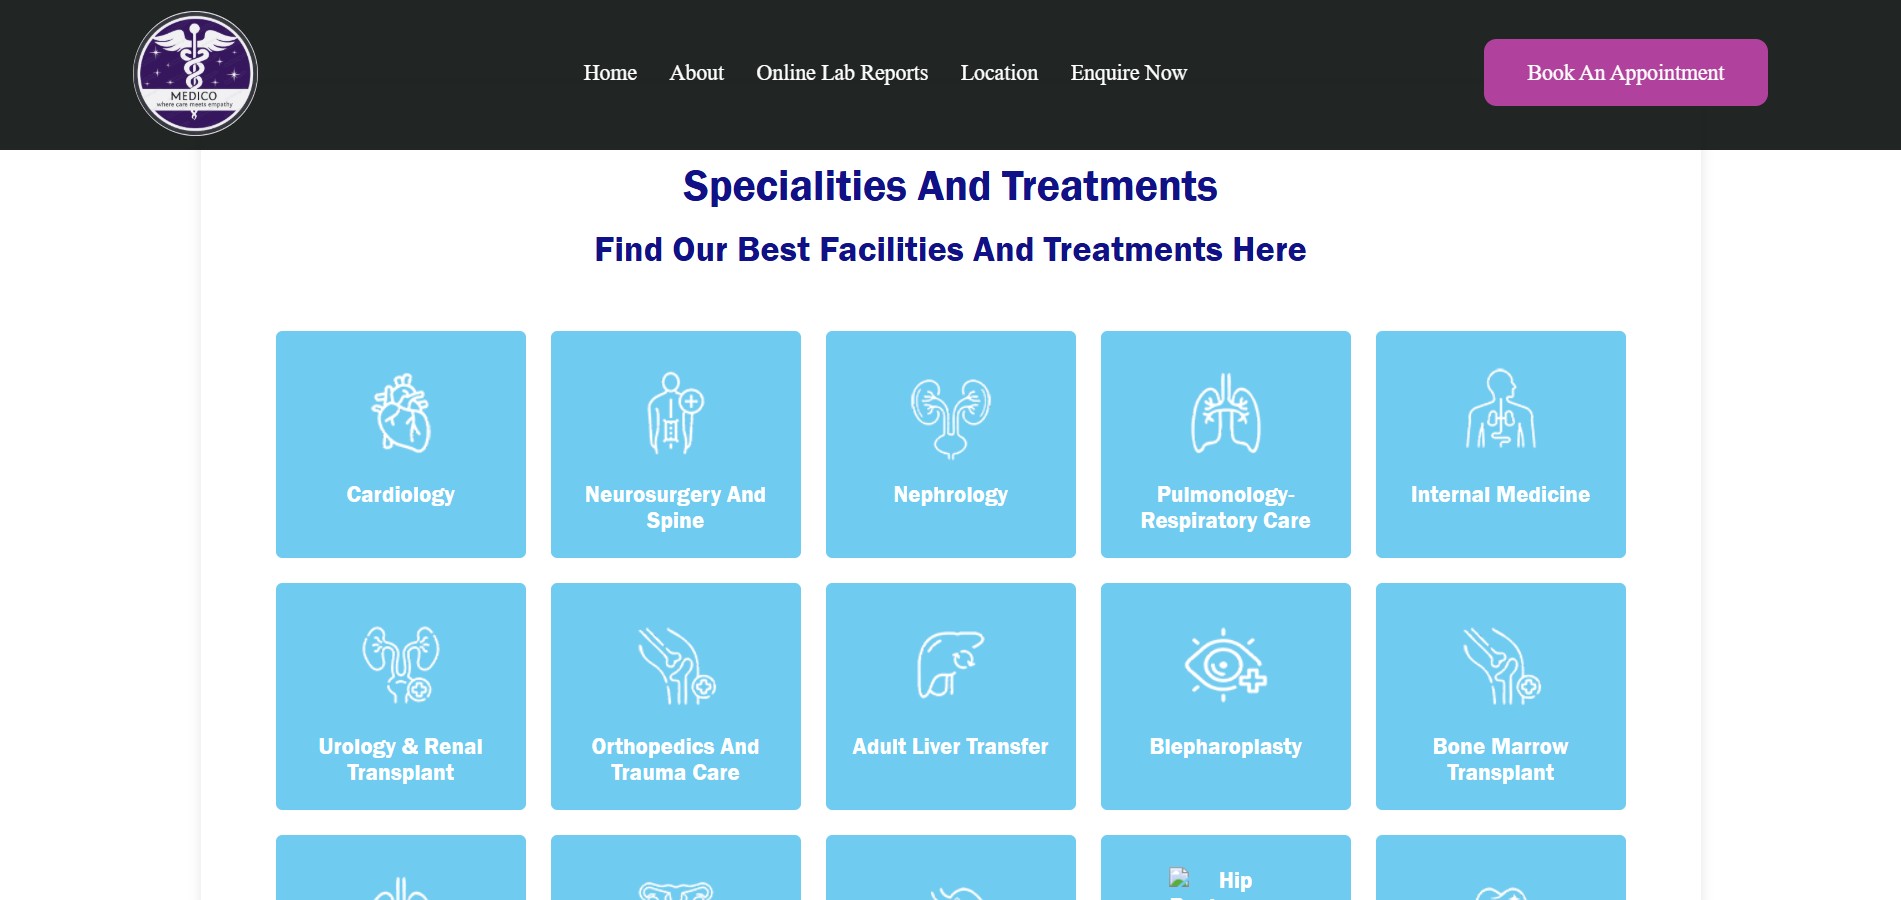 MEDICO
where care meets empathy
Home
About
Online Lab Reports
Location
Enquire Now
Book An Appointment
Specialities And Treatments
Find Our Best Facilities And Treatments Here
Cardiology
Neurosurgery And
Spine
Nephrology
Pulmonology-
Respiratory Care
Internal Medicine
Urology & Renal
Transplant
Orthopedics And
Trauma Care
Adult Liver Transfer
Blepharoplasty
Bone Marrow
Transplant
Hip